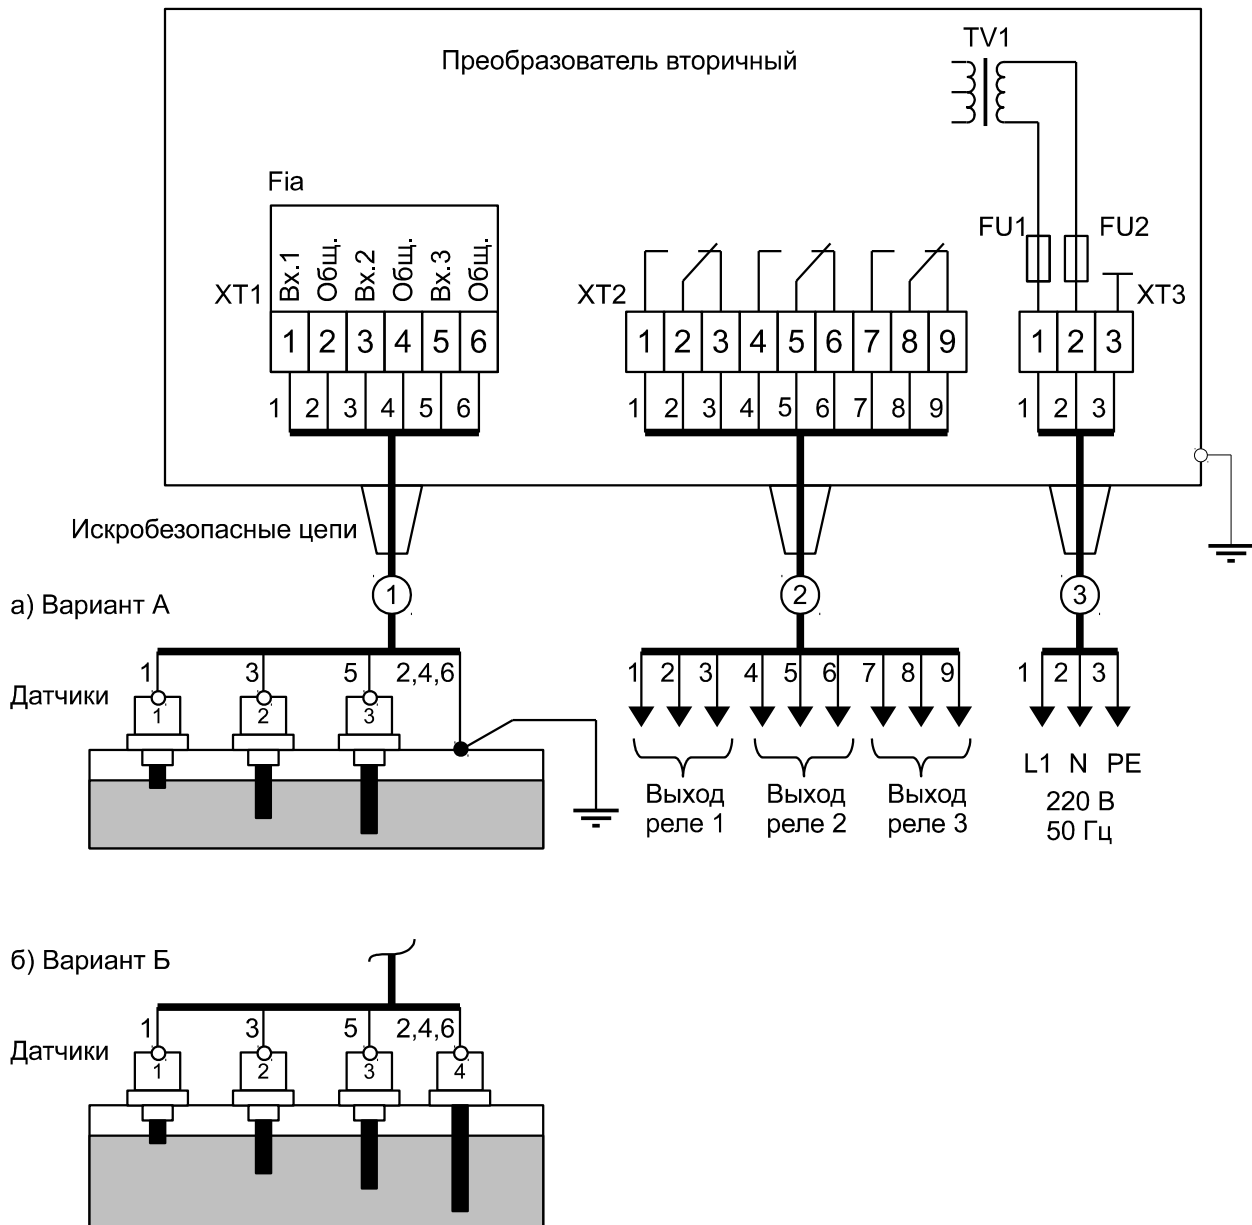 TV1
Преобразователь вторичный
Fia
FU1 FU2
Вх.1 Общ. Вх.2 Общ. Вх.3 Общ.
XT1 XT2 XT3
1 2 3 4 5 6 1 2 3 4 5 6 7 8 9 1 2 3
1 2 3 4 5 6 1 2 3 4 5 6 7 8 9 1 2 3
Искробезопасные цепи
1 2 3
а) Вариант А
1 3 5 2,4,6 1 2 3 4 5 6 7 8 9 1 2 3
Датчики
1 2 3
L1 N PE
Выход реле 1
Выход реле 2
Выход реле 3
220 В
50 Гц
б) Вариант Б
1 3 5 2,4,6
Датчики
1 2 3 4